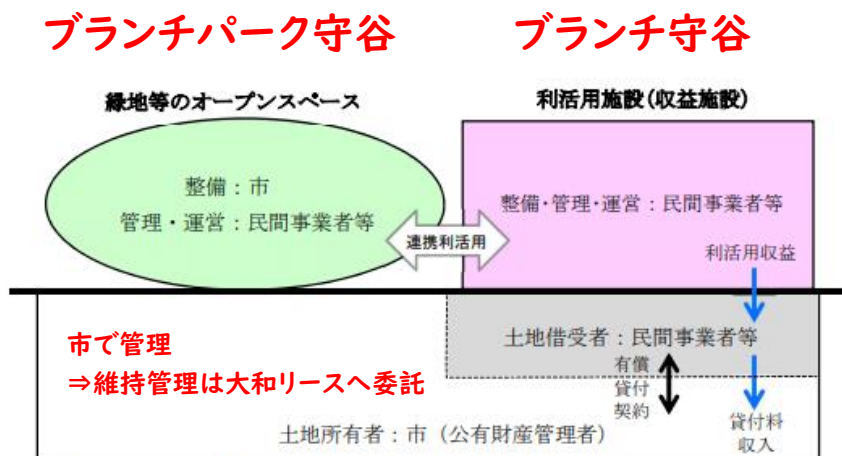 ブランチパーク守谷
ブランチ守谷
緑地等のオープンスペース
利活用施設(収益施設)
整備：市
管理・運営：民間事業者等
連携利活用
整備・管理・運営：民間事業者等
利活用収益
市で管理
⇒維持管理は大和リースへ委託
土地借受者：民間事業者等
有償
貸付
契約
貸付料
収入
土地所有者：市（公有財産管理者）